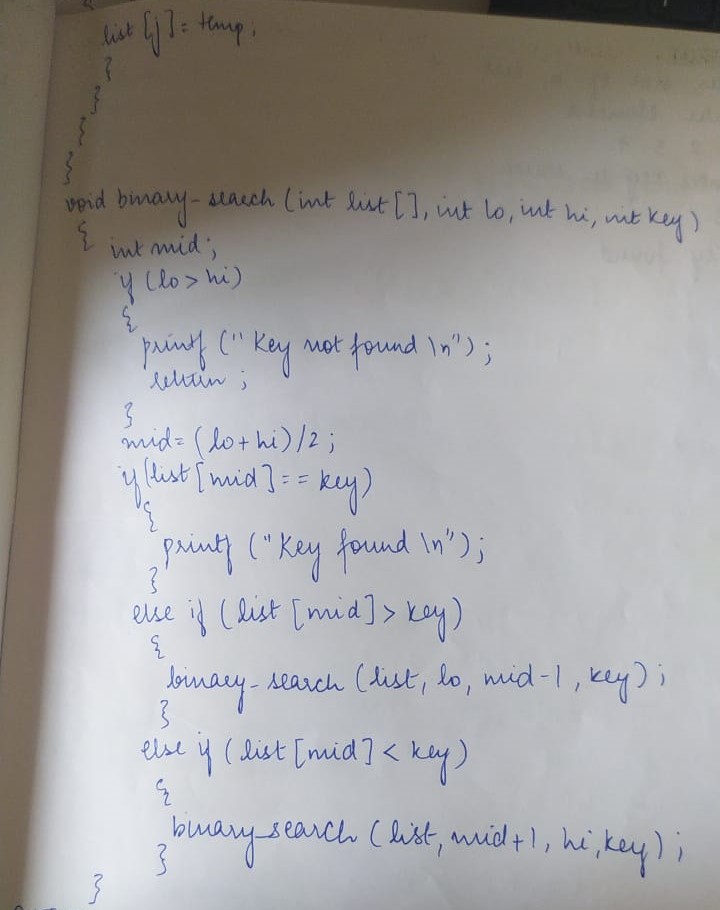 list [j] = temp;
}
}
}
}
void binary-search (int list[], int lo, int hi, int key)
{ int mid;
if (lo > hi)
{
printf ("Key not found \n");
return ;
}
mid = (lo + hi)/2 ;
if (list [mid] == key)
{
printf ("Key found \n");
}
else if (list [mid] > key)
{
binary-search (list, lo, mid-1, key);
}
else if (list [mid] < key)
{
binary_search (list, mid+1, hi, key);
}
}